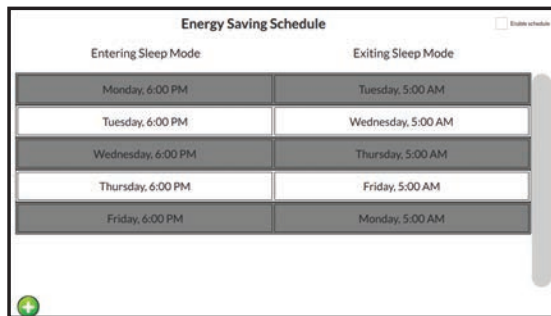 Energy Saving Schedule
Enable schedule
Entering Sleep Mode Exiting Sleep Mode
Monday, 6:00 PM Tuesday, 5:00 AM
Tuesday, 6:00 PM Wednesday, 5:00 AM
Wednesday, 6:00 PM Thursday, 5:00 AM
Thursday, 6:00 PM Friday, 5:00 AM
Friday, 6:00 PM Monday, 5:00 AM